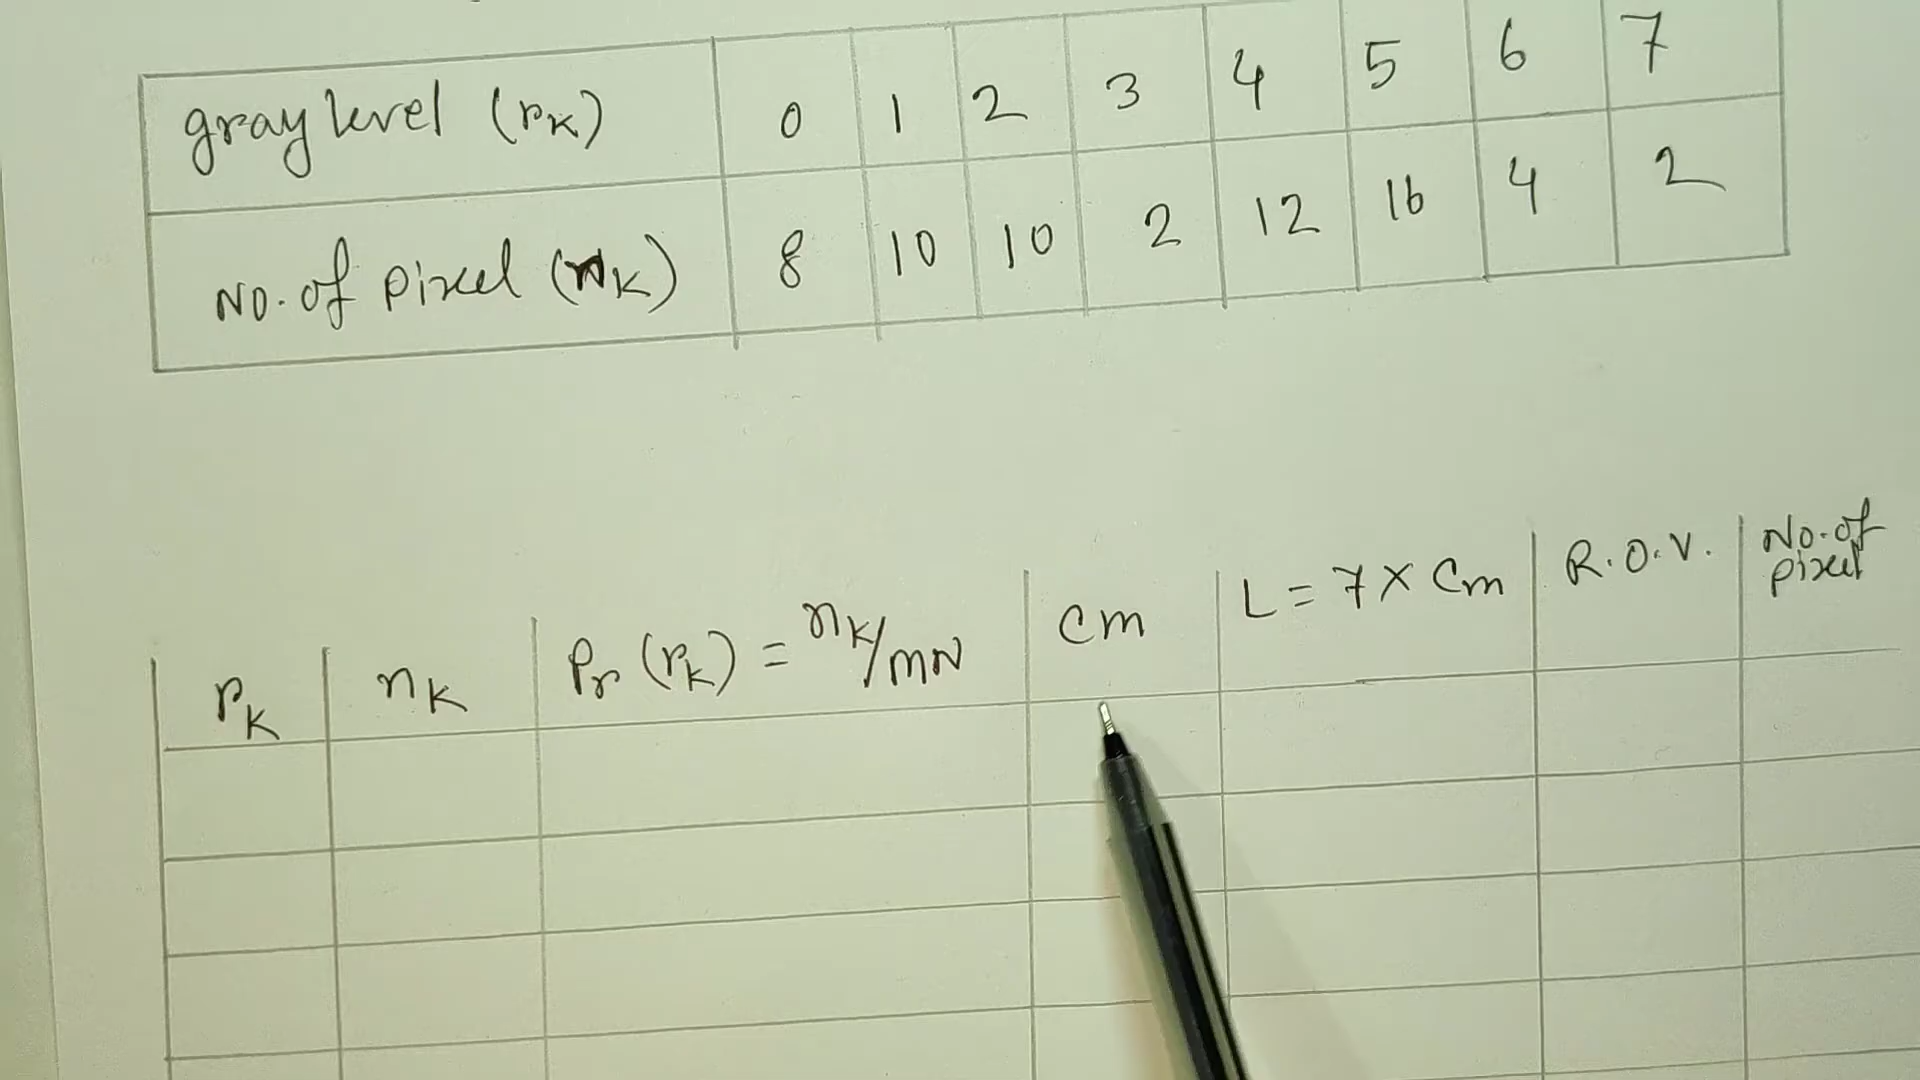 gray level (rK) 0 1 2 3 4 5 6 7
No. of pixel (nK) 8 10 10 2 12 16 4 2
rK nK Pr (rk) = nK/MN Cm L = 7 X Cm R.O.V. No. of pixel